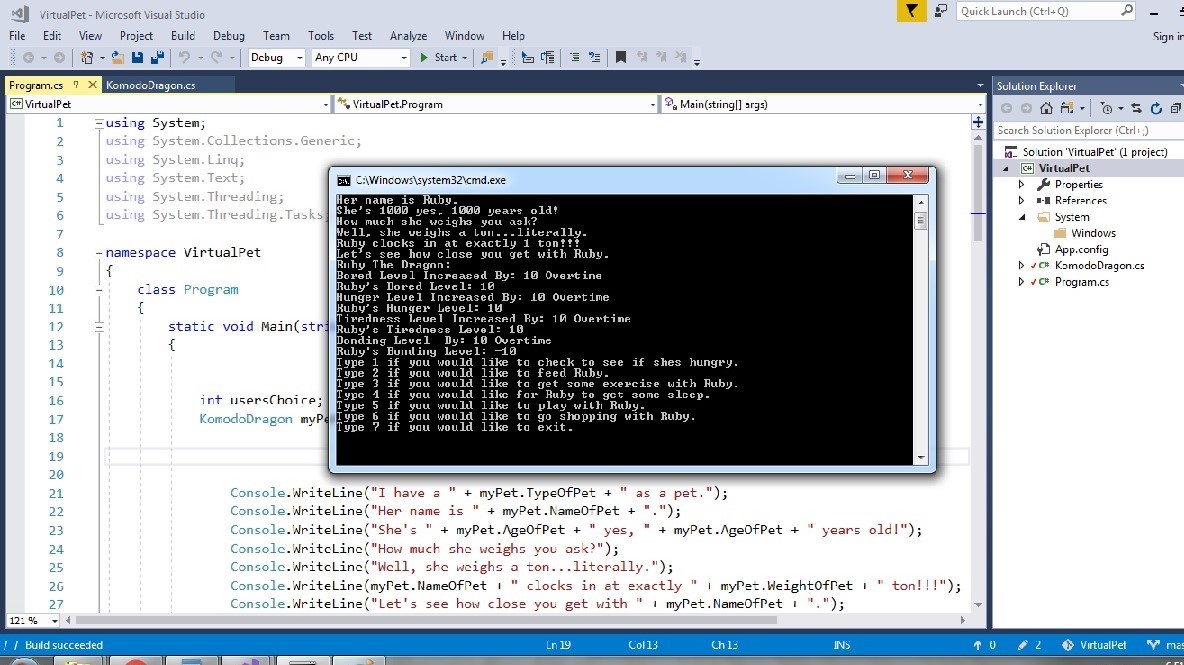 VirtualPet - Microsoft Visual Studio
Quick Launch (Ctrl+Q)
File Edit View Project Build Debug Team Tools Test Analyze Window Help
Sign in
Debug Any CPU Start
Program.cs KomodoDragon.cs
VirtualPet VirtualPet.Program Main(string[] args)
1 using System;
2 using System.Collections.Generic;
3 using System.Linq;
4 using System.Text;
5 using System.Threading;
6 using System.Threading.Tasks;
7
8 namespace VirtualPet
9 {
10 class Program
11 {
12 static void Main(stri
13 {
14
15
16 int usersChoice;
17 KomodoDragon myPe
18
19
20
21 Console.WriteLine("I have a " + myPet.TypeOfPet + " as a pet.");
22 Console.WriteLine("Her name is " + myPet.NameOfPet + ".");
23 Console.WriteLine("She's " + myPet.AgeOfPet + " yes, " + myPet.AgeOfPet + " years old!");
24 Console.WriteLine("How much she weighs you ask?");
25 Console.WriteLine("Well, she weighs a ton...literally.");
26 Console.WriteLine(myPet.NameOfPet + " clocks in at exactly " + myPet.WeightOfPet + " ton!!!");
27 Console.WriteLine("Let's see how close you get with " + myPet.NameOfPet + ".");
C:\Windows\system32\cmd.exe
Her name is Ruby.
She's 1000 yes, 1000 years old!
How much she weighs you ask?
Well, she weighs a ton...literally.
Ruby clocks in at exactly 1 ton!!!
Let's see how close you get with Ruby.
Ruby The Dragon:
Bored Level Increased By: 10 Overtime
Ruby's Bored Level: 10
Hunger Level Increased By: 10 Overtime
Ruby's Hunger Level: 10
Tiredness Level Increased By: 10 Overtime
Ruby's Tiredness Level: 10
Bonding Level By: 10 Overtime
Ruby's Bonding Level: -10
Type 1 if you would like to check to see if shes hungry.
Type 2 if you would like to feed Ruby.
Type 3 if you would like to get some exercise with Ruby.
Type 4 if you would like for Ruby to get some sleep.
Type 5 if you would like to play with Ruby.
Type 6 if you would like to go shopping with Ruby.
Type 7 if you would like to exit.
Solution Explorer
Search Solution Explorer (Ctrl+;)
Solution 'VirtualPet' (1 project)
VirtualPet
Properties
References
System
Windows
App.config
KomodoDragon.cs
Program.cs
121 %
Build succeeded Ln 19 Col 13 Ch 13 INS 0 2 VirtualPet mas